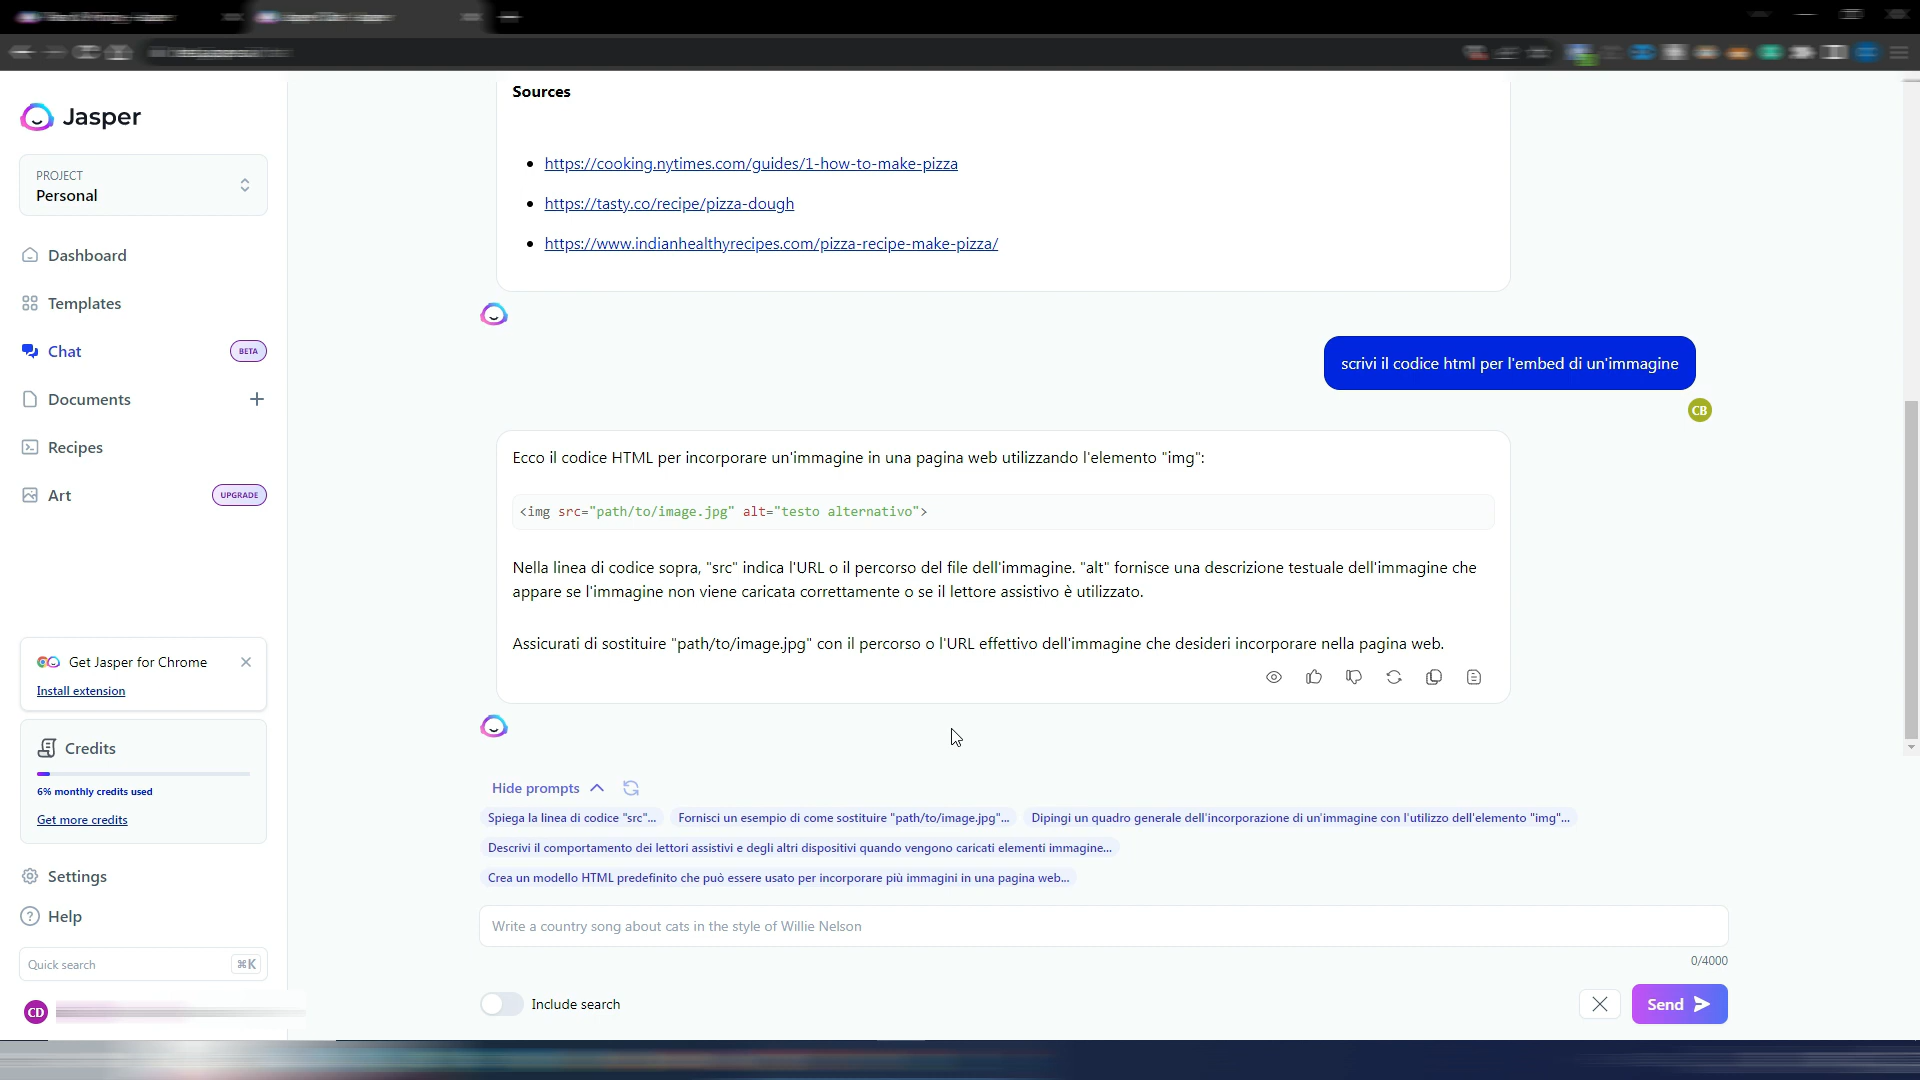 Jasper
PROJECT
Personal
Dashboard
Templates
Chat
BETA
Documents
Recipes
Art
UPGRADE
Get Jasper for Chrome
Install extension
Credits
6% monthly credits used
Get more credits
Settings
Help
Quick search
⌘K
CD
Sources
https://cooking.nytimes.com/guides/1-how-to-make-pizza
https://tasty.co/recipe/pizza-dough
https://www.indianhealthyrecipes.com/pizza-recipe-make-pizza/
scrivi il codice html per l'embed di un'immagine
CB
Ecco il codice HTML per incorporare un'immagine in una pagina web utilizzando l'elemento "img":
<img src="path/to/image.jpg" alt="testo alternativo">
Nella linea di codice sopra, "src" indica l'URL o il percorso del file dell'immagine. "alt" fornisce una descrizione testuale dell'immagine che
appare se l'immagine non viene caricata correttamente o se il lettore assistivo è utilizzato.
Assicurati di sostituire "path/to/image.jpg" con il percorso o l'URL effettivo dell'immagine che desideri incorporare nella pagina web.
Hide prompts
Spiega la linea di codice "src"...
Fornisci un esempio di come sostituire "path/to/image.jpg"...
Dipingi un quadro generale dell'incorporazione di un'immagine con l'utilizzo dell'elemento "img"...
Descrivi il comportamento dei lettori assistivi e degli altri dispositivi quando vengono caricati elementi immagine...
Crea un modello HTML predefinito che può essere usato per incorporare più immagini in una pagina web...
Write a country song about cats in the style of Willie Nelson
0/4000
Include search
Send